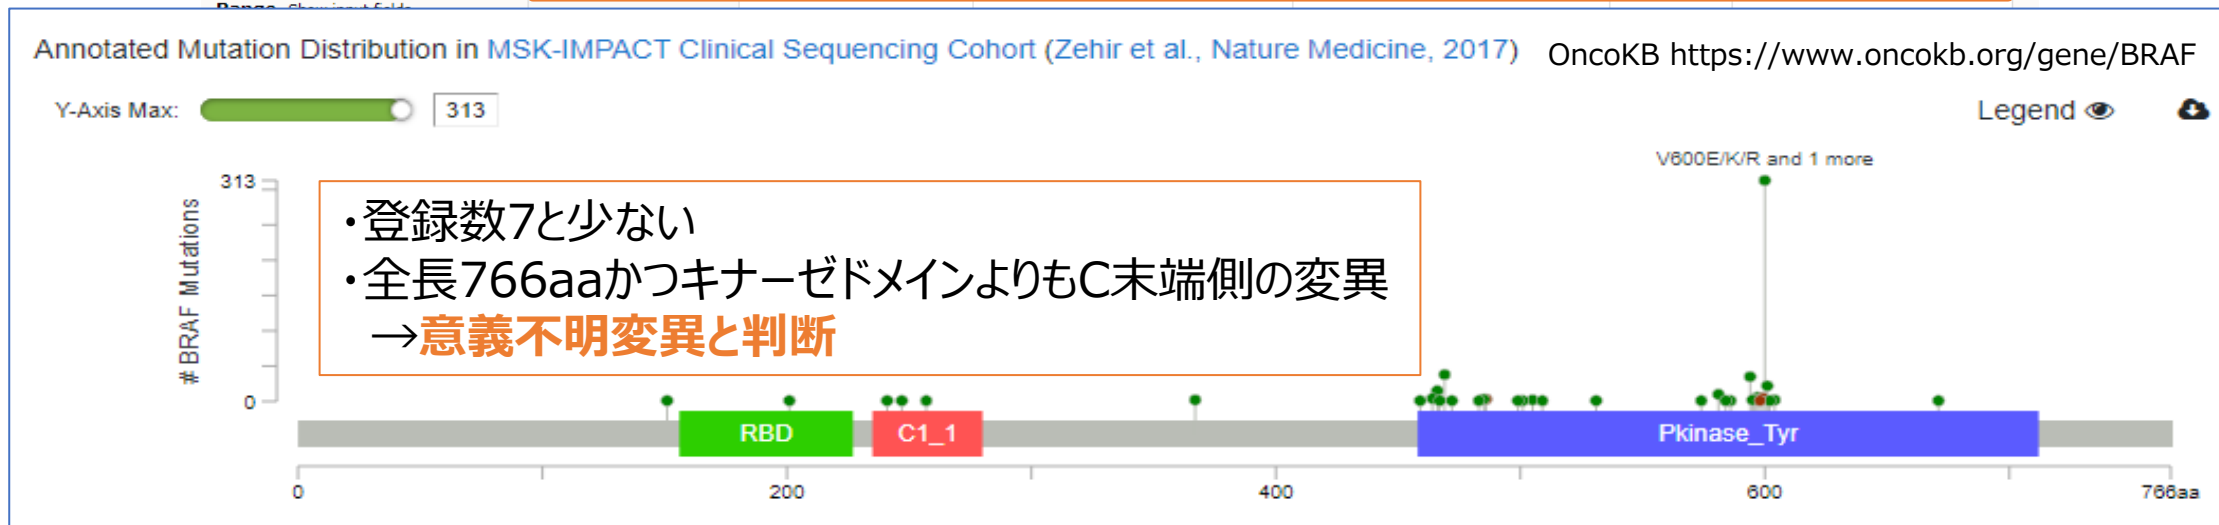 Range Show input fields
Annotated Mutation Distribution in MSK-IMPACT Clinical Sequencing Cohort (Zehir et al., Nature Medicine, 2017)
OncoKB https://www.oncokb.org/gene/BRAF
Y-Axis Max:
313
Legend
V600E/K/R and 1 more
313
# BRAF Mutations
・登録数7と少ない
・全長766aaかつキナーゼドメインよりもC末端側の変異
→意義不明変異と判断
0
RBD
C1_1
Pkinase_Tyr
0
200
400
600
766aa